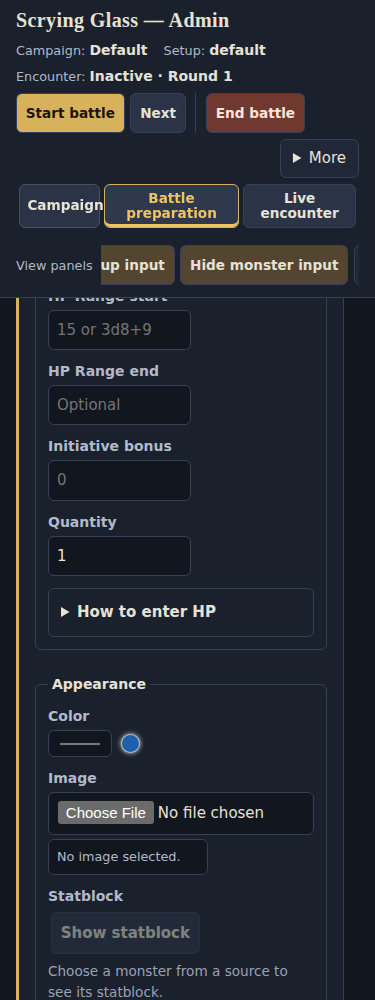 Scrying Glass — Admin
Campaign: Default Setup: default
Encounter: Inactive · Round 1
Start battle Next End battle
More
Campaign Battle preparation Live encounter
View panels up input Hide monster input
HP Range start
15 or 3d8+9
HP Range end
Optional
Initiative bonus
0
Quantity
1
How to enter HP
Appearance
Color
Image
Choose File No file chosen
No image selected.
Statblock
Show statblock
Choose a monster from a source to
see its statblock.